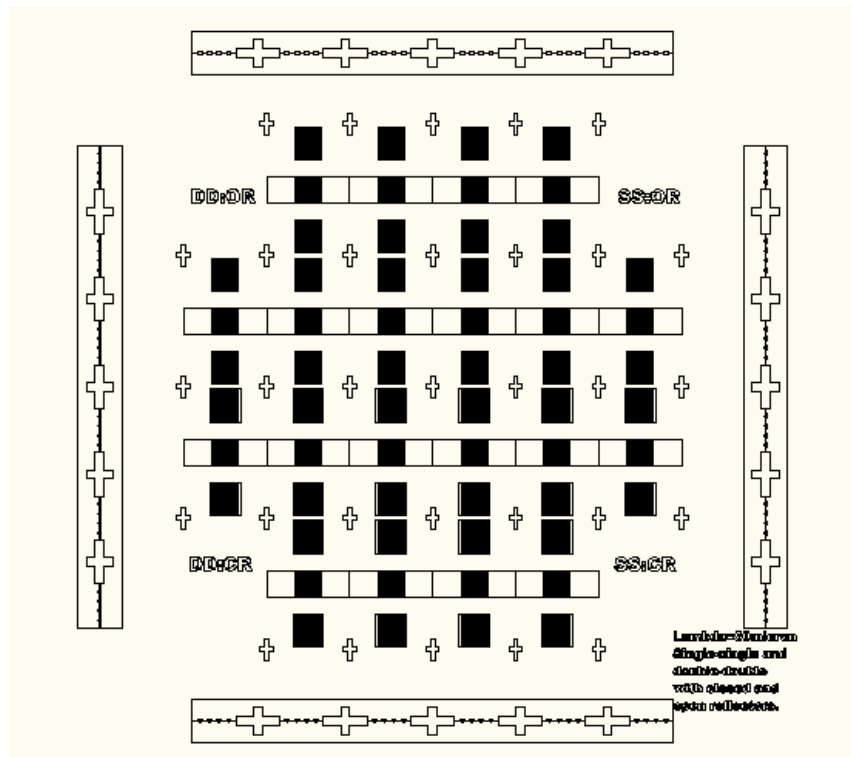 DD:OR
SS:OR
DD:CR
SS:CR
Single-single and
double-double
with closed and
open reflectors.